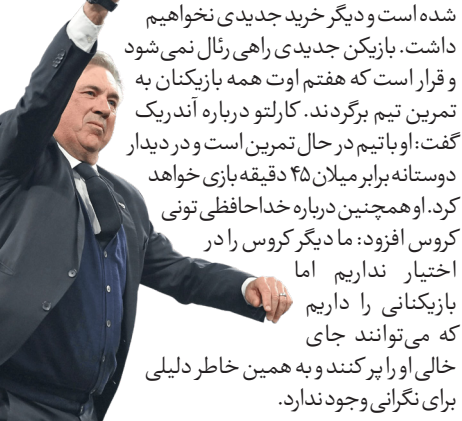 شده است و دیگر خرید جدیدی نخواهیم
داشت. بازیکن جدیدی راهی رئال نمی‌شود
و قرار است که هفتم اوت همه بازیکنان به
تمرین تیم برگردند. کارلتو درباره آندریک
گفت: او با تیم در حال تمرین است و در دیدار
دوستانه برابر میلان ۴۵ دقیقه بازی خواهد
کرد. او همچنین درباره خداحافظی تونی
کروس افزود: ما دیگر کروس را در
اختیار نداریم اما
بازیکنانی را داریم
که می‌توانند جای
خالی او را پر کنند و به همین خاطر دلیلی
برای نگرانی وجود ندارد.